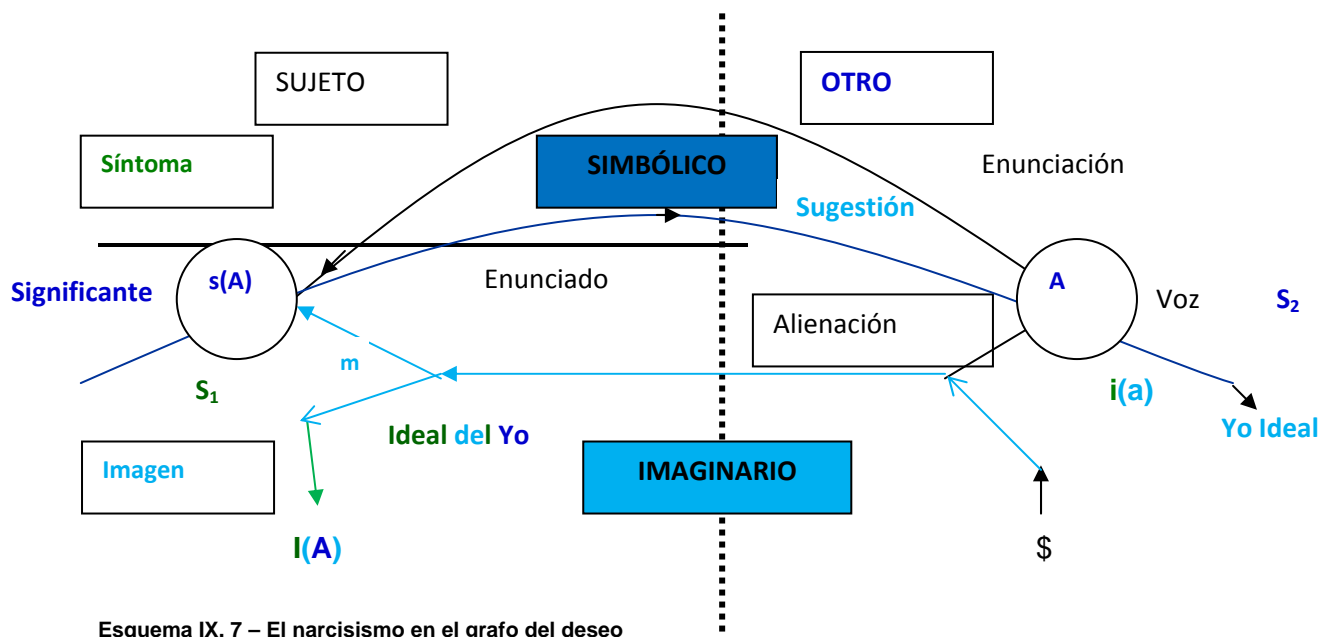 SUJETO
OTRO
Síntoma
SIMBÓLICO
Enunciación
Sugestión
Significante
s(A)
Enunciado
A
Voz
S₂
Alienación
m
S₁
i(a)
Ideal del Yo
Yo Ideal
Imagen
IMAGINARIO
I(A)
$
Esquema IX. 7 – El narcisismo en el grafo del deseo